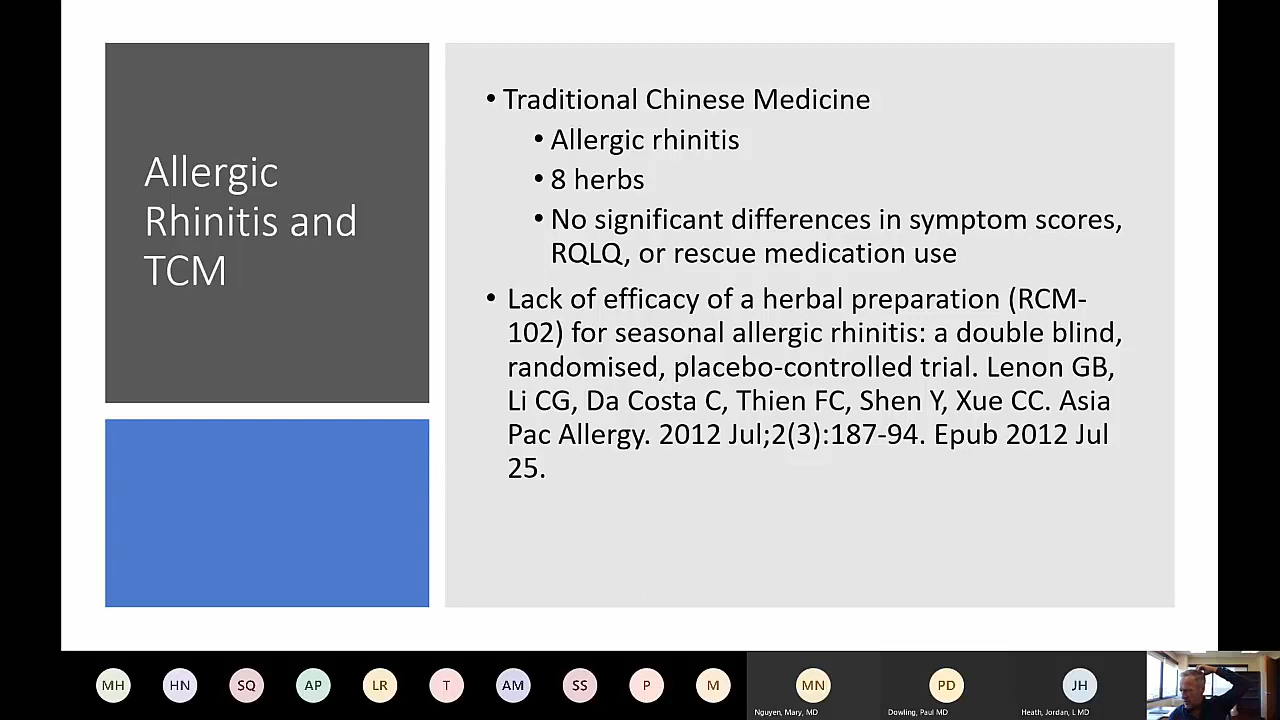 Allergic
Rhinitis and
TCM
• Traditional Chinese Medicine
• Allergic rhinitis
• 8 herbs
• No significant differences in symptom scores,
RQLQ, or rescue medication use
• Lack of efficacy of a herbal preparation (RCM-
102) for seasonal allergic rhinitis: a double blind,
randomised, placebo-controlled trial. Lenon GB,
Li CG, Da Costa C, Thien FC, Shen Y, Xue CC. Asia
Pac Allergy. 2012 Jul;2(3):187-94. Epub 2012 Jul
25.
MH HN SQ AP LR T AM SS P M MN PD JH
Nguyen, Mary, MD Dowling, Paul MD Heath, Jordan, L MD